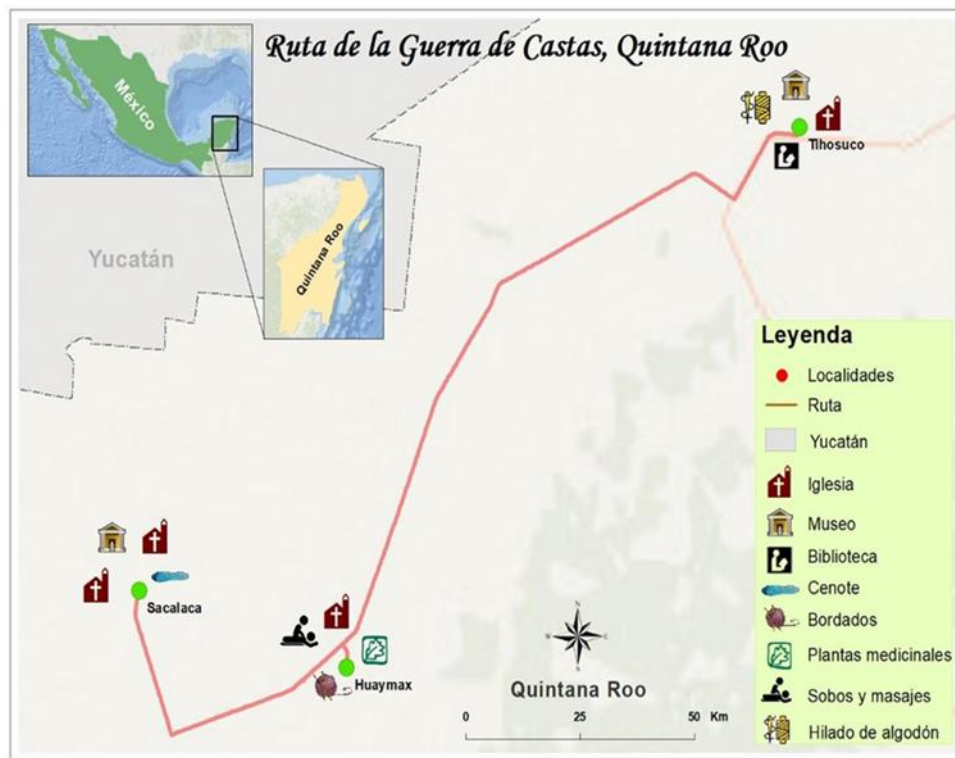 Ruta de la Guerra de Castas, Quintana Roo
México
Quintana Roo
Yucatán
Tihosuco
Sacalaca
Huaymax
Quintana Roo
N
0 25 50 Km
Leyenda
Localidades
Ruta
Yucatán
Iglesia
Museo
Biblioteca
Cenote
Bordados
Plantas medicinales
Sobos y masajes
Hilado de algodón